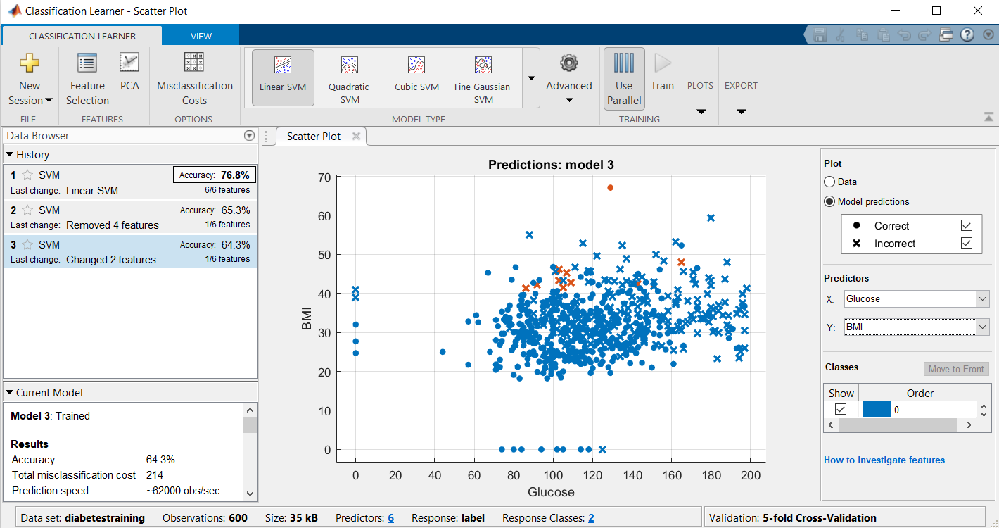 Classification Learner - Scatter Plot
CLASSIFICATION LEARNER VIEW
New Session
Feature Selection
PCA
Misclassification Costs
Linear SVM
Quadratic SVM
Cubic SVM
Fine Gaussian SVM
Advanced
Use Parallel
Train
PLOTS
EXPORT
FILE FEATURES OPTIONS MODEL TYPE TRAINING
Data Browser
History
1 SVM Accuracy: 76.8%
Last change: Linear SVM 6/6 features
2 SVM Accuracy: 65.3%
Last change: Removed 4 features 1/6 features
3 SVM Accuracy: 64.3%
Last change: Changed 2 features 1/6 features
Current Model
Model 3: Trained
Results
Accuracy 64.3%
Total misclassification cost 214
Prediction speed ~62000 obs/sec
Scatter Plot
Predictions: model 3
70
60
50
40
30
20
10
0
BMI
0 20 40 60 80 100 120 140 160 180 200
Glucose
Plot
Data
Model predictions
Correct
Incorrect
Predictors
X: Glucose
Y: BMI
Classes Move to Front
Show Order
0
How to investigate features
Data set: diabetestraining Observations: 600 Size: 35 kB Predictors: 6 Response: label Response Classes: 2 Validation: 5-fold Cross-Validation